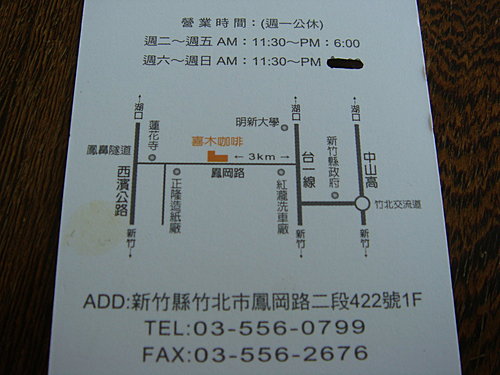 營業時間：(週一公休)
週二～週五 AM：11:30～PM：6:00
週六～週日 AM：11:30～PM
湖口
湖口
湖口
明新大學
蓮花寺
喜木咖啡
鳳鼻隧道
3km
台一線
新竹縣政府
中山高
西濱公路
鳳岡路
正隆造紙廠
紅瀧洗車廠
竹北交流道
新竹
新竹
新竹
ADD:新竹縣竹北市鳳岡路二段422號1F
TEL:03-556-0799
FAX:03-556-2676